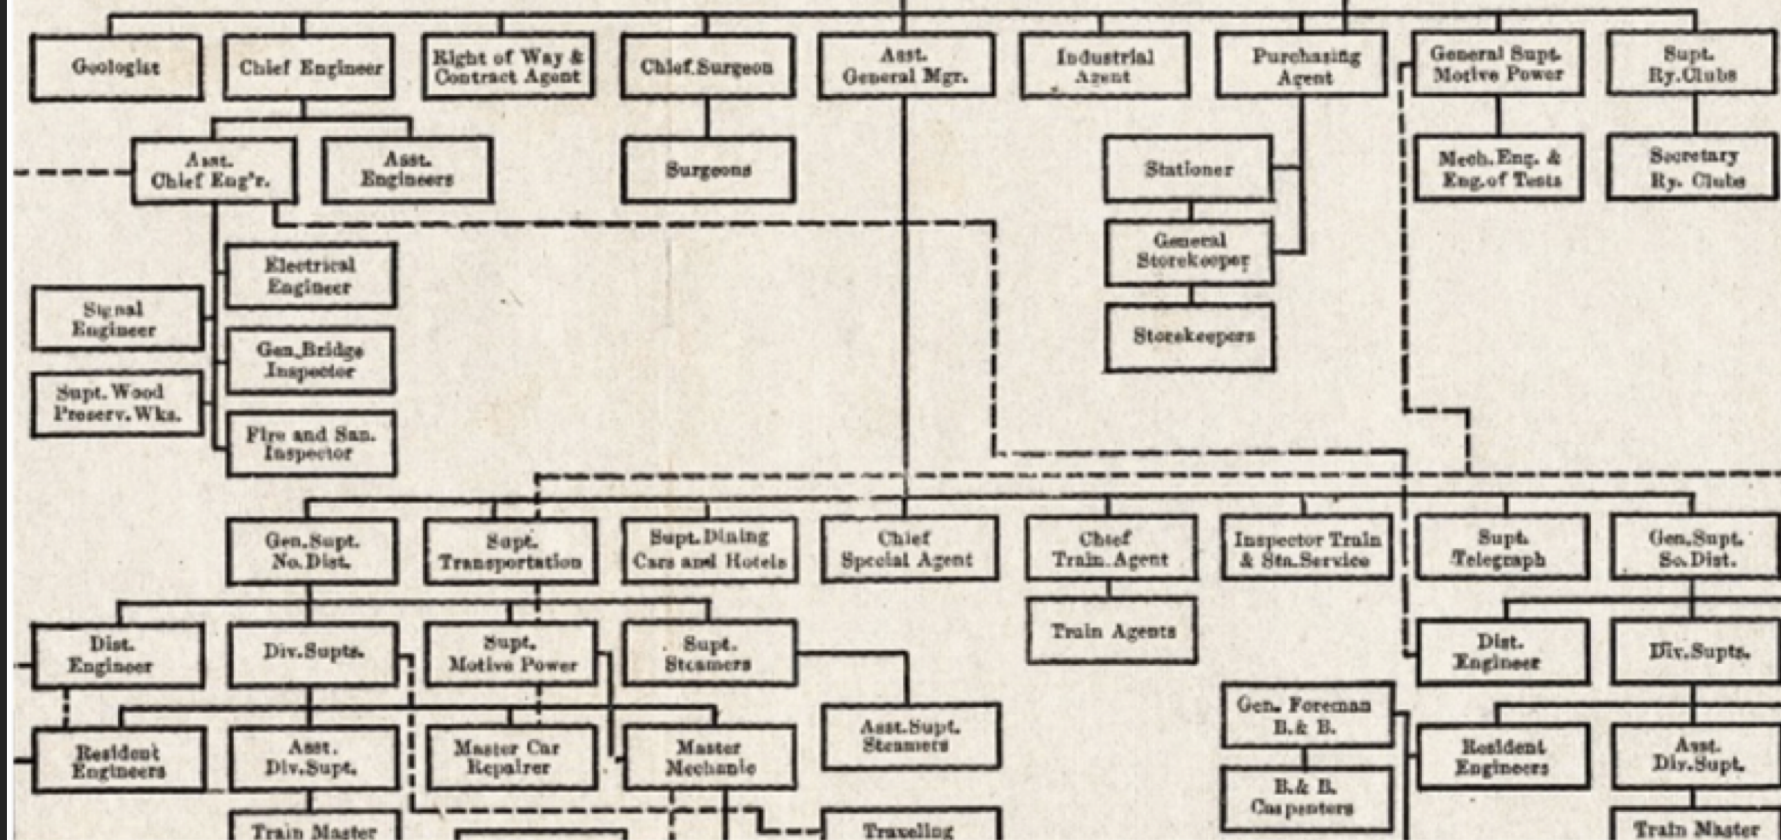 Geologist
Chief Engineer
Right of Way &
Contract Agent
Chief Surgeon
Asst.
General Mgr.
Industrial
Agent
Purchasing
Agent
General Supt.
Motive Power
Supt.
Ry. Clubs
Asst.
Chief Eng'r.
Asst.
Engineers
Surgeons
Stationer
Mech. Eng. &
Eng. of Tests
Secretary
Ry. Clubs
General
Storekeeper
Storekeepers
Electrical
Engineer
Signal
Engineer
Gen. Bridge
Inspector
Supt. Wood
Preserv. Wks.
Fire and San.
Inspector
Gen. Supt.
No. Dist.
Supt.
Transportation
Supt. Dining
Cars and Hotels
Chief
Special Agent
Chief
Train Agent
Inspector Train
& Stn. Service
Supt.
Telegraph
Gen. Supt.
So. Dist.
Dist.
Engineer
Div. Supts.
Supt.
Motive Power
Supt.
Steamers
Train Agents
Dist.
Engineer
Div. Supts.
Resident
Engineers
Asst.
Div. Supt.
Master Car
Repairer
Master
Mechanic
Asst. Supt.
Steamers
Gen. Foreman
B. & B.
B. & B.
Carpenters
Resident
Engineers
Asst.
Div. Supt.
Train Master
Traveling
Train Master